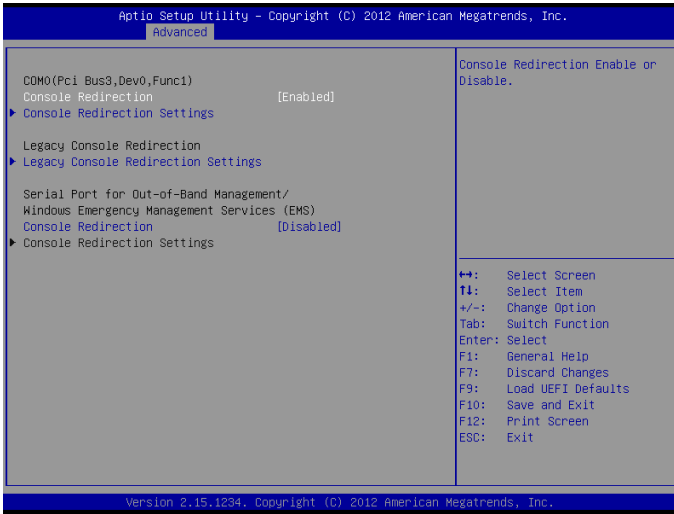 Aptio Setup Utility – Copyright (C) 2012 American Megatrends, Inc.
Advanced
COM0(Pci Bus3,Dev0,Func1)
Console Redirection [Enabled]
Console Redirection Settings
Legacy Console Redirection
Legacy Console Redirection Settings
Serial Port for Out-of-Band Management/
Windows Emergency Management Services (EMS)
Console Redirection [Disabled]
Console Redirection Settings
Console Redirection Enable or
Disable.
↔: Select Screen
↑↓: Select Item
+/-: Change Option
Tab: Switch Function
Enter: Select
F1: General Help
F7: Discard Changes
F9: Load UEFI Defaults
F10: Save and Exit
F12: Print Screen
ESC: Exit
Version 2.15.1234. Copyright (C) 2012 American Megatrends, Inc.